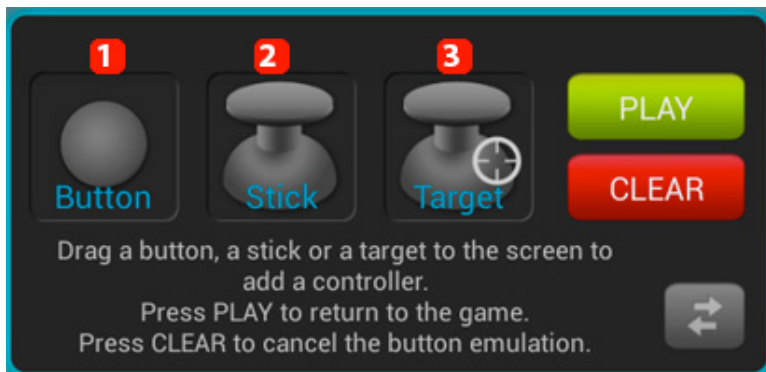 1 2 3
Button Stick Target
PLAY
CLEAR
Drag a button, a stick or a target to the screen to
add a controller.
Press PLAY to return to the game.
Press CLEAR to cancel the button emulation.